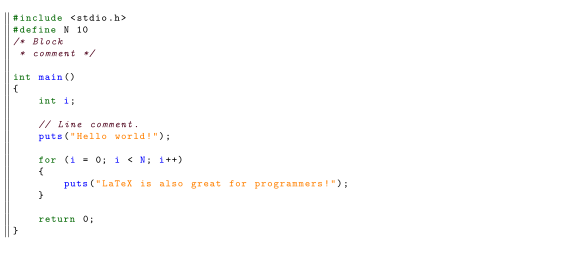 #include <stdio.h>
#define N 10
/* Block
 * comment */

int main()
{
    int i;

    // Line comment.
    puts("Hello world!");

    for (i = 0; i < N; i++)
    {
        puts("LaTeX is also great for programmers!");
    }

    return 0;
}